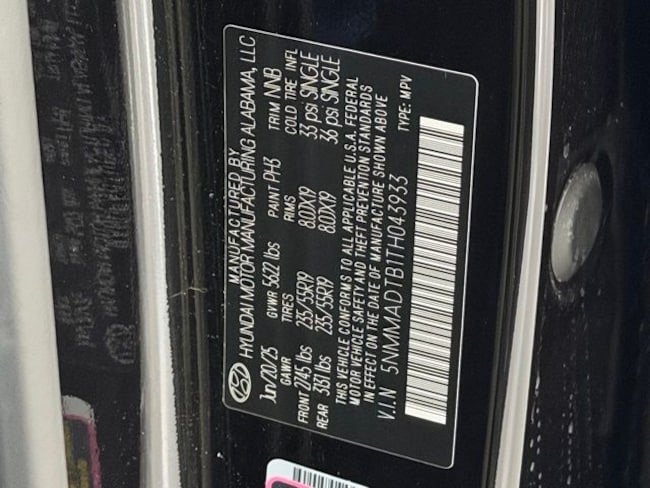 MANUFACTURED BY
HYUNDAI MOTOR MANUFACTURING ALABAMA, LLC
Jun/20/25 GVWR 5622 lbs PAINT PH3 TRIM NNB
GAWR TIRES RIMS COLD TIRE INFL
FRONT 2745 lbs 235/55R19 8.0JX19 33 psi SINGLE
REAR 3131 lbs 235/55R19 8.0JX19 36 psi SINGLE
THIS VEHICLE CONFORMS TO ALL APPLICABLE U.S.A. FEDERAL
MOTOR VEHICLE SAFETY AND THEFT PREVENTION STANDARDS
IN EFFECT ON THE DATE OF MANUFACTURE SHOWN ABOVE
V.I.N 5NMMADTB1TH043933 TYPE: MPV